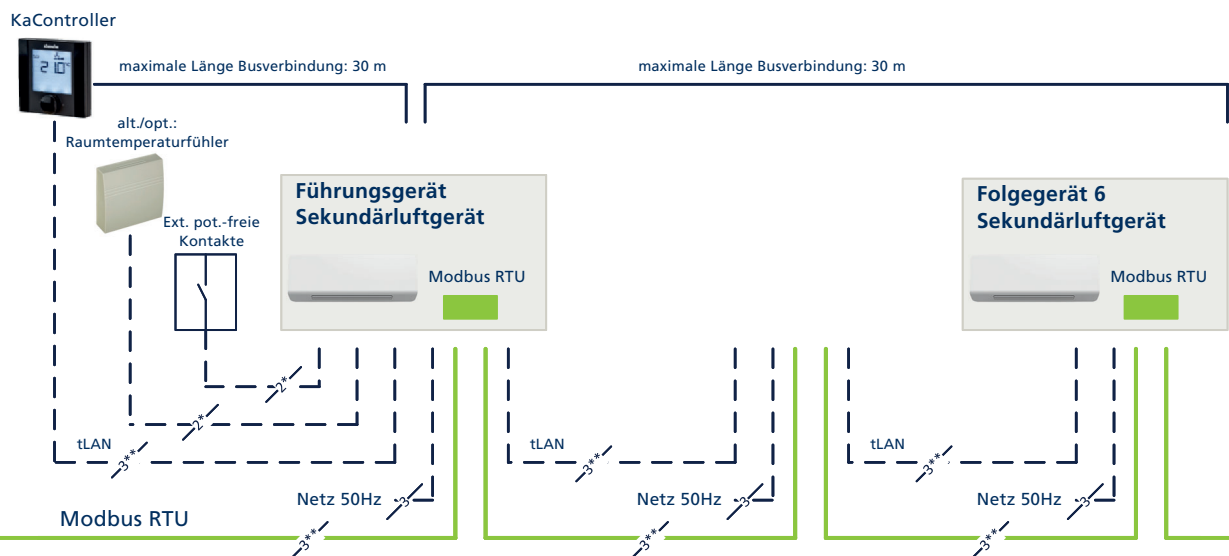 KaController
maximale Länge Busverbindung: 30 m
maximale Länge Busverbindung: 30 m
alt./opt.:
Raumtemperaturfühler
Ext. pot.-freie
Kontakte
Führungsgerät
Sekundärluftgerät
Modbus RTU
Folgegerät 6
Sekundärluftgerät
Modbus RTU
2*
2*
tLAN
3**
tLAN
3**
tLAN
3**
Netz 50Hz
3
Netz 50Hz
3
Netz 50Hz
3
Modbus RTU
3**
3**
3**